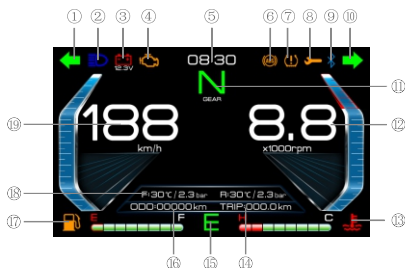 ① ② ③ ④ ⑤ ⑥ ⑦ ⑧ ⑨ ⑩
12.3V
08:30
N
GEAR
⑪
⑲ 188 8.8 ⑫
km/h x1000rpm
⑱ F:30℃/2.3bar R:30℃/2.3bar
ODO:00000km TRIP:000.0km
⑰ E F E H C ⑬
⑯ ⑮ ⑭